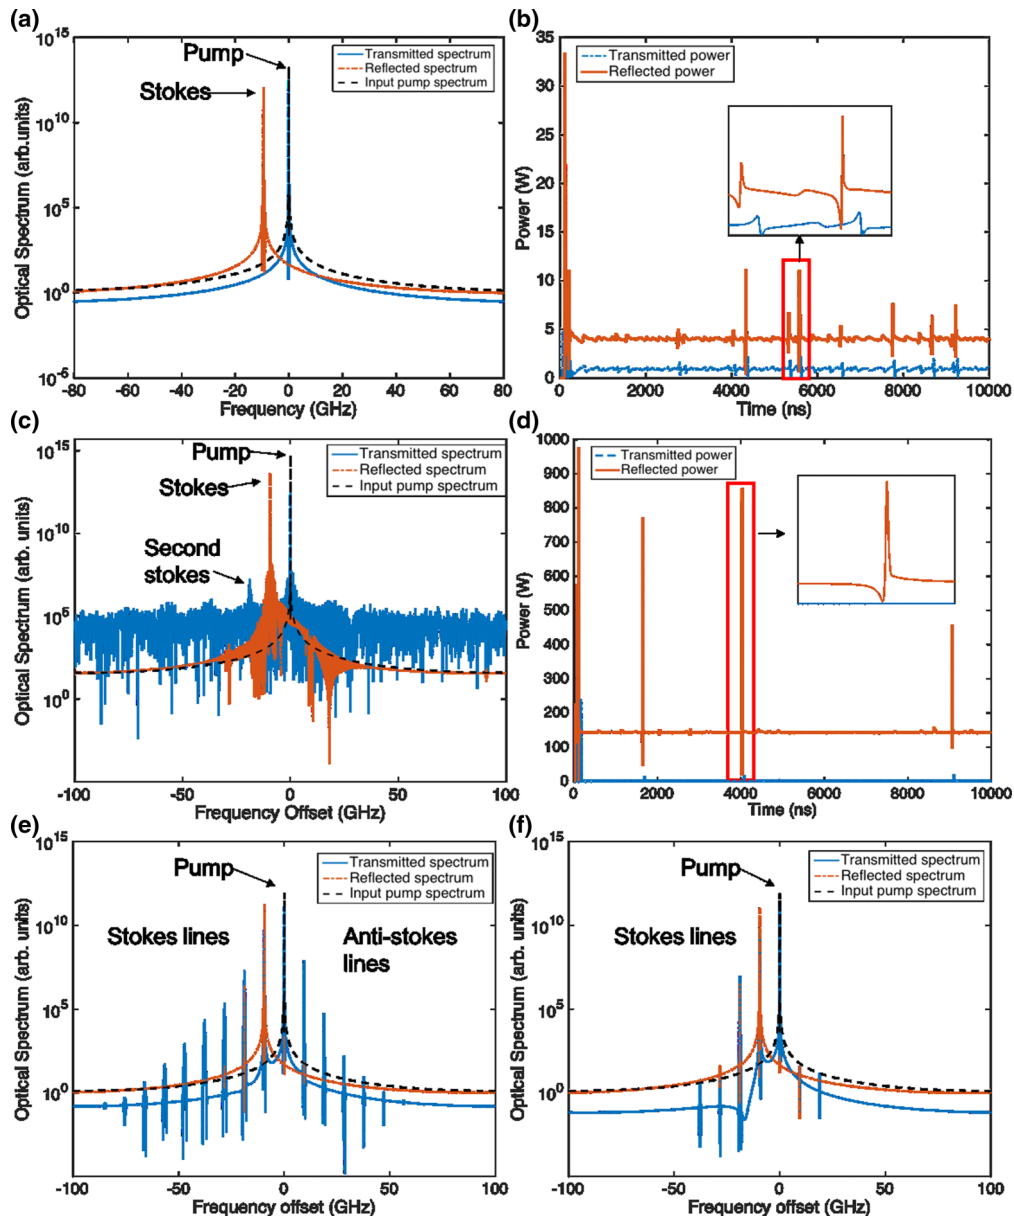 (a)
10^15
10^10
10^5
10^0
10^-5
Optical Spectrum (arb.units)
Pump
Stokes
Transmitted spectrum
Reflected spectrum
Input pump spectrum
-80 -60 -40 -20 0 20 40 60 80
Frequency (GHz)
(b)
35
30
25
20
15
10
5
0
Power (W)
Transmitted power
Reflected power
0 2000 4000 6000 8000 10000
Time (ns)
(c)
10^15
10^10
10^5
10^0
Optical Spectrum (arb. units)
Pump
Stokes
Second
stokes
Transmitted spectrum
Reflected spectrum
Input pump spectrum
-100 -50 0 50 100
Frequency Offset (GHz)
(d)
1000
900
800
700
600
500
400
300
200
100
0
Power (W)
Transmitted power
Reflected power
0 2000 4000 6000 8000 10000
Time (ns)
(e)
10^15
10^10
10^5
10^0
Optical Spectrum (arb. units)
Pump
Stokes lines
Anti-stokes
lines
Transmitted spectrum
Reflected spectrum
Input pump spectrum
-100 -50 0 50 100
Frequency offset (GHz)
(f)
10^15
10^10
10^5
10^0
Optical Spectrum (arb. units)
Pump
Stokes lines
Transmitted spectrum
Reflected spectrum
Input pump spectrum
-100 -50 0 50 100
Frequency offset (GHz)